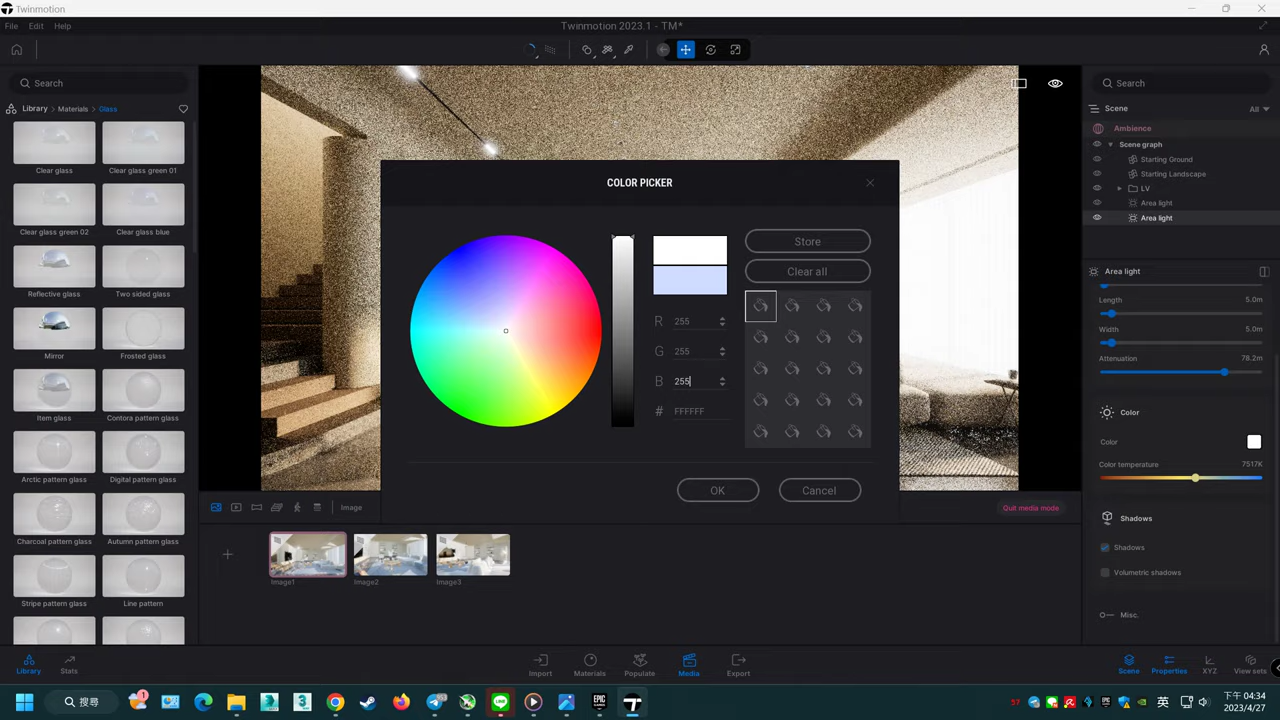 Twinmotion
File Edit Help
Twinmotion 2023.1 - TM*
Search
Library Materials Glass
Clear glass
Clear glass green 01
Clear glass green 02
Clear glass blue
Reflective glass
Two sided glass
Mirror
Frosted glass
Item glass
Contora pattern glass
Arctic pattern glass
Digital pattern glass
Charcoal pattern glass
Autumn pattern glass
Stripe pattern glass
Line pattern
COLOR PICKER
Store
Clear all
R 255
G 255
B 255
# FFFFFF
OK
Cancel
Image
Quit media mode
Image1
Image2
Image3
Search
Scene
All
Ambience
Scene graph
Starting Ground
Starting Landscape
LV
Area light
Area light
Area light
Length 5.0m
Width 5.0m
Attenuation 78.2m
Color
Color
Color temperature 7517K
Shadows
Shadows
Volumetric shadows
Misc.
Library
Stats
Import
Materials
Populate
Media
Export
Scene
Properties
XYZ
View sets
搜尋
1
EPIC
GAMES
57
英
下午 04:34
2023/4/27